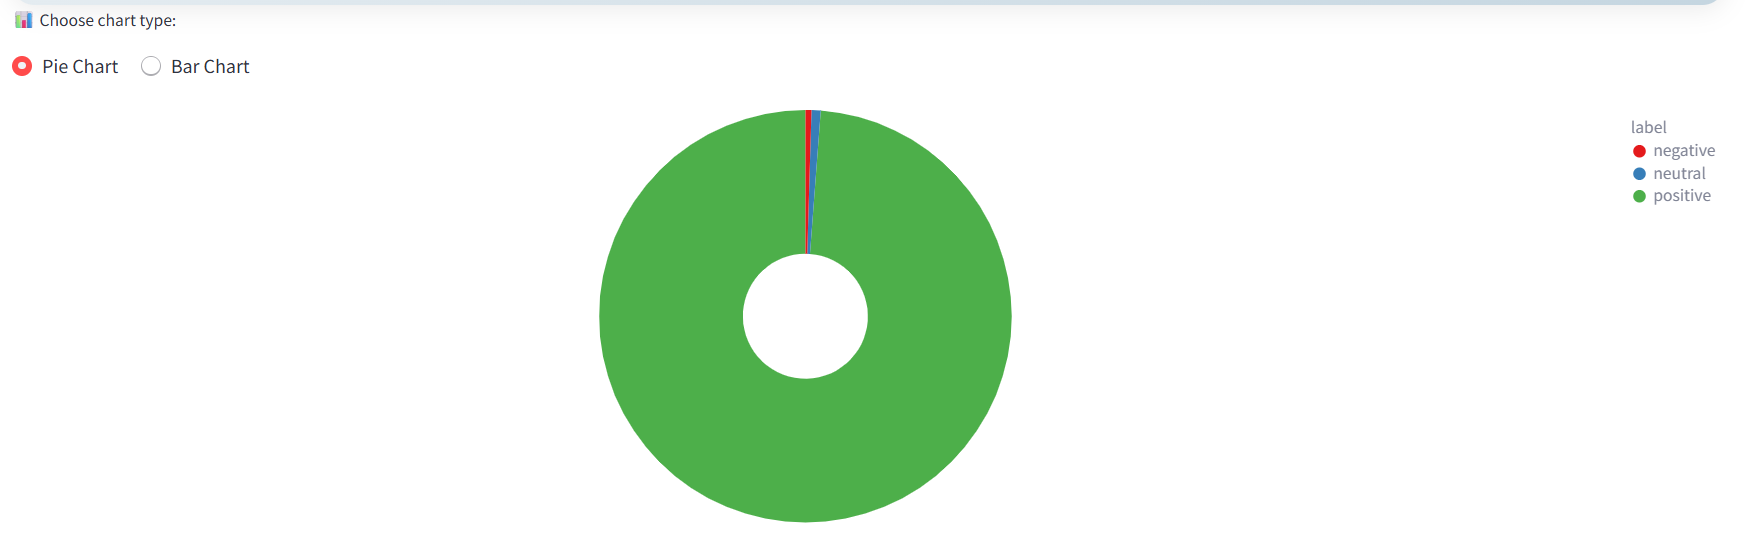 Choose chart type:
Pie Chart
Bar Chart
label
negative
neutral
positive